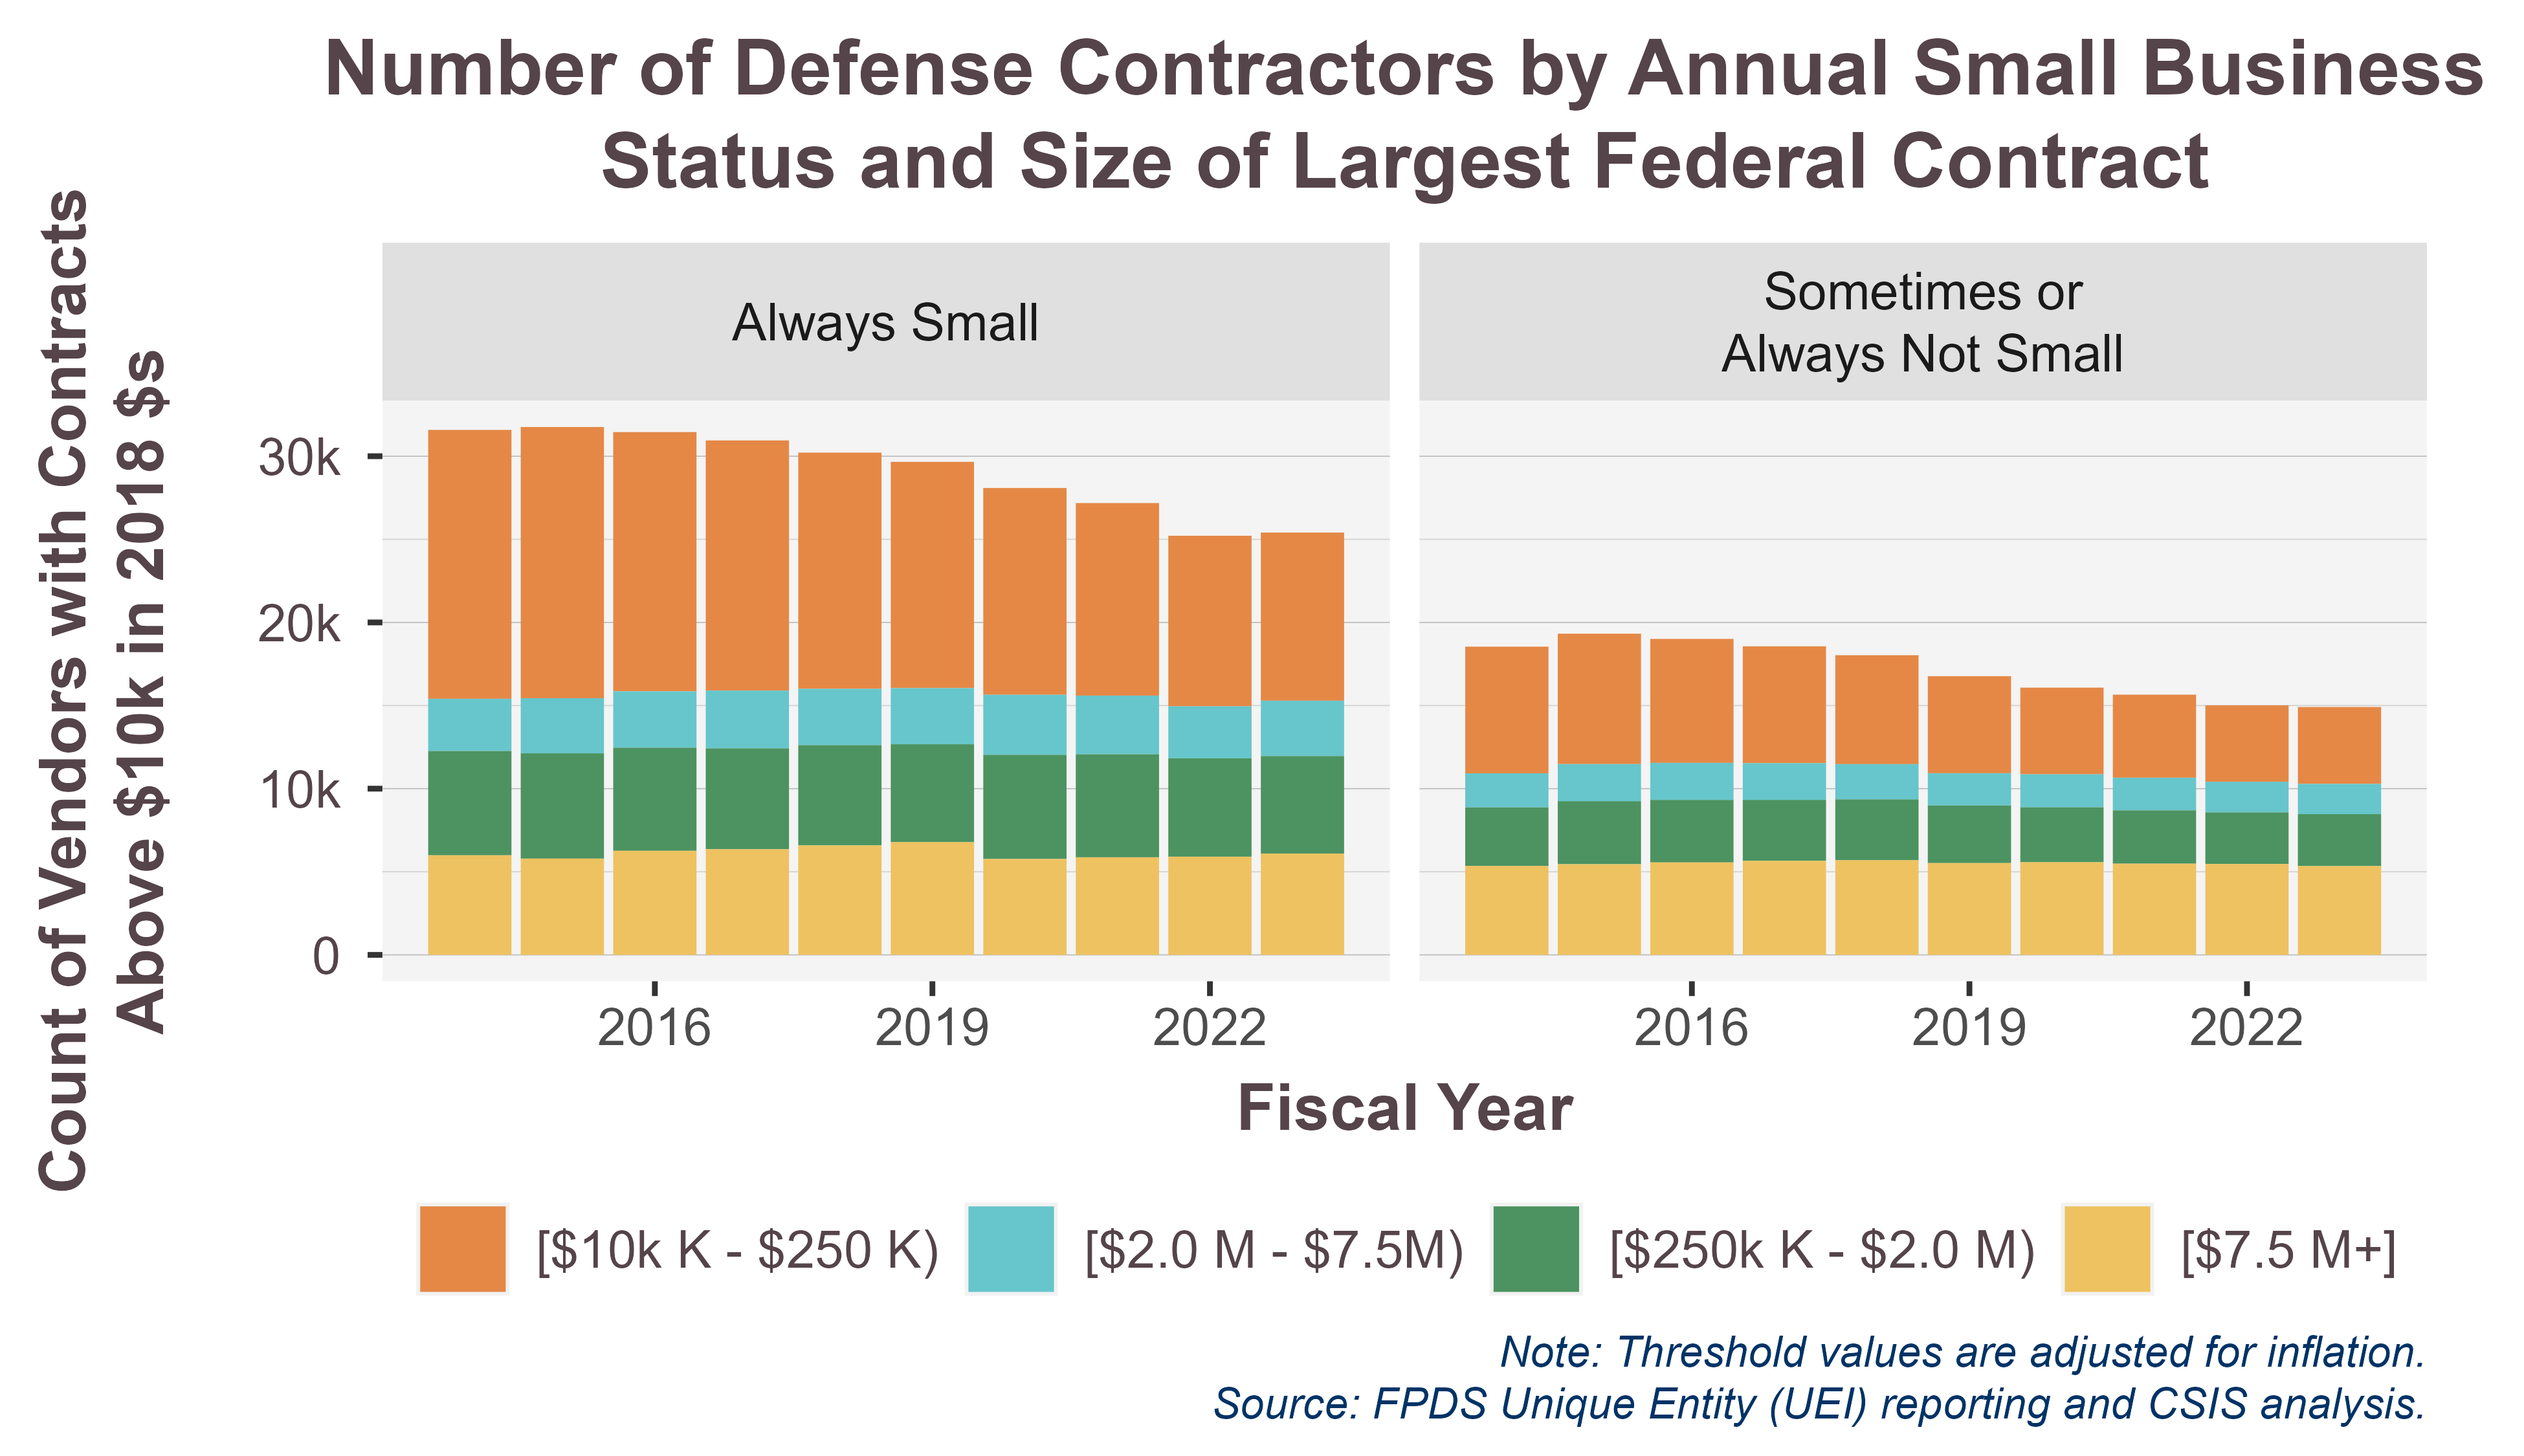 Number of Defense Contractors by Annual Small Business
Status and Size of Largest Federal Contract
Count of Vendors with Contracts
Above $10k in 2018 $s
Always Small
Sometimes or
Always Not Small
30k
20k
10k
0
2016
2019
2022
2016
2019
2022
Fiscal Year
[$10k K - $250 K)
[$2.0 M - $7.5M)
[$250k K - $2.0 M)
[$7.5 M+]
Note: Threshold values are adjusted for inflation.
Source: FPDS Unique Entity (UEI) reporting and CSIS analysis.